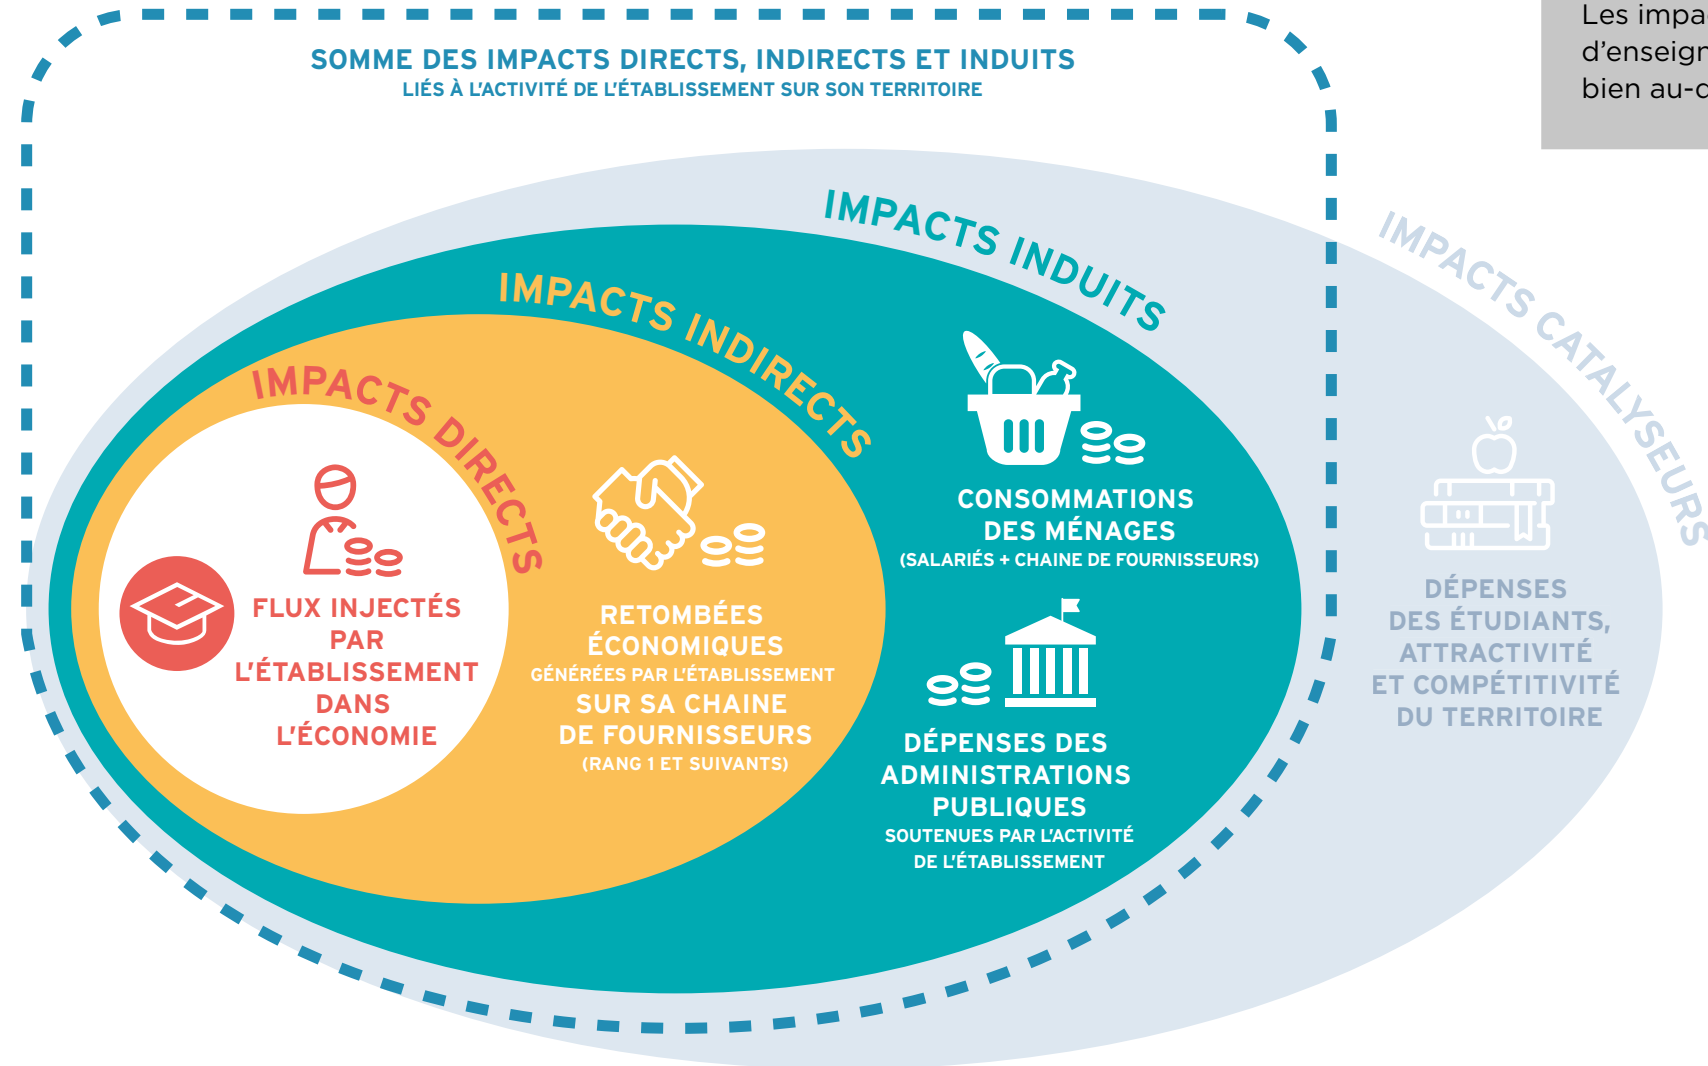 Les impa
d'enseign
bien au-d
SOMME DES IMPACTS DIRECTS, INDIRECTS ET INDUITS
LIÉS À L'ACTIVITÉ DE L'ÉTABLISSEMENT SUR SON TERRITOIRE
IMPACTS DIRECTS
FLUX INJECTÉS
PAR
L'ÉTABLISSEMENT
DANS
L'ÉCONOMIE
IMPACTS INDIRECTS
RETOMBÉES
ÉCONOMIQUES
GÉNÉRÉES PAR L'ÉTABLISSEMENT
SUR SA CHAINE
DE FOURNISSEURS
(RANG 1 ET SUIVANTS)
IMPACTS INDUITS
CONSOMMATIONS
DES MÉNAGES
(SALARIÉS + CHAINE DE FOURNISSEURS)
DÉPENSES DES
ADMINISTRATIONS
PUBLIQUES
SOUTENUES PAR L'ACTIVITÉ
DE L'ÉTABLISSEMENT
IMPACTS CATALYSEURS
DÉPENSES
DES ÉTUDIANTS,
ATTRACTIVITÉ
ET COMPÉTITIVITÉ
DU TERRITOIRE